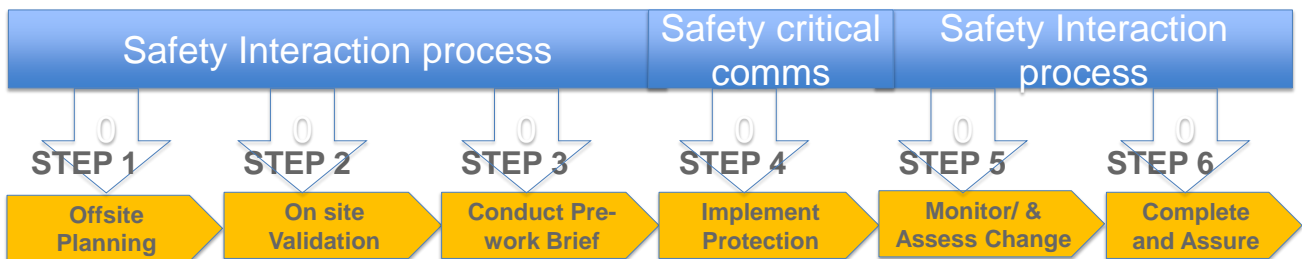 Safety Interaction process
Safety critical
comms
Safety Interaction
process
0
0
0
0
0
0
STEP 1
STEP 2
STEP 3
STEP 4
STEP 5
STEP 6
Offsite
Planning
On site
Validation
Conduct Pre-
work Brief
Implement
Protection
Monitor/ &
Assess Change
Complete
and Assure